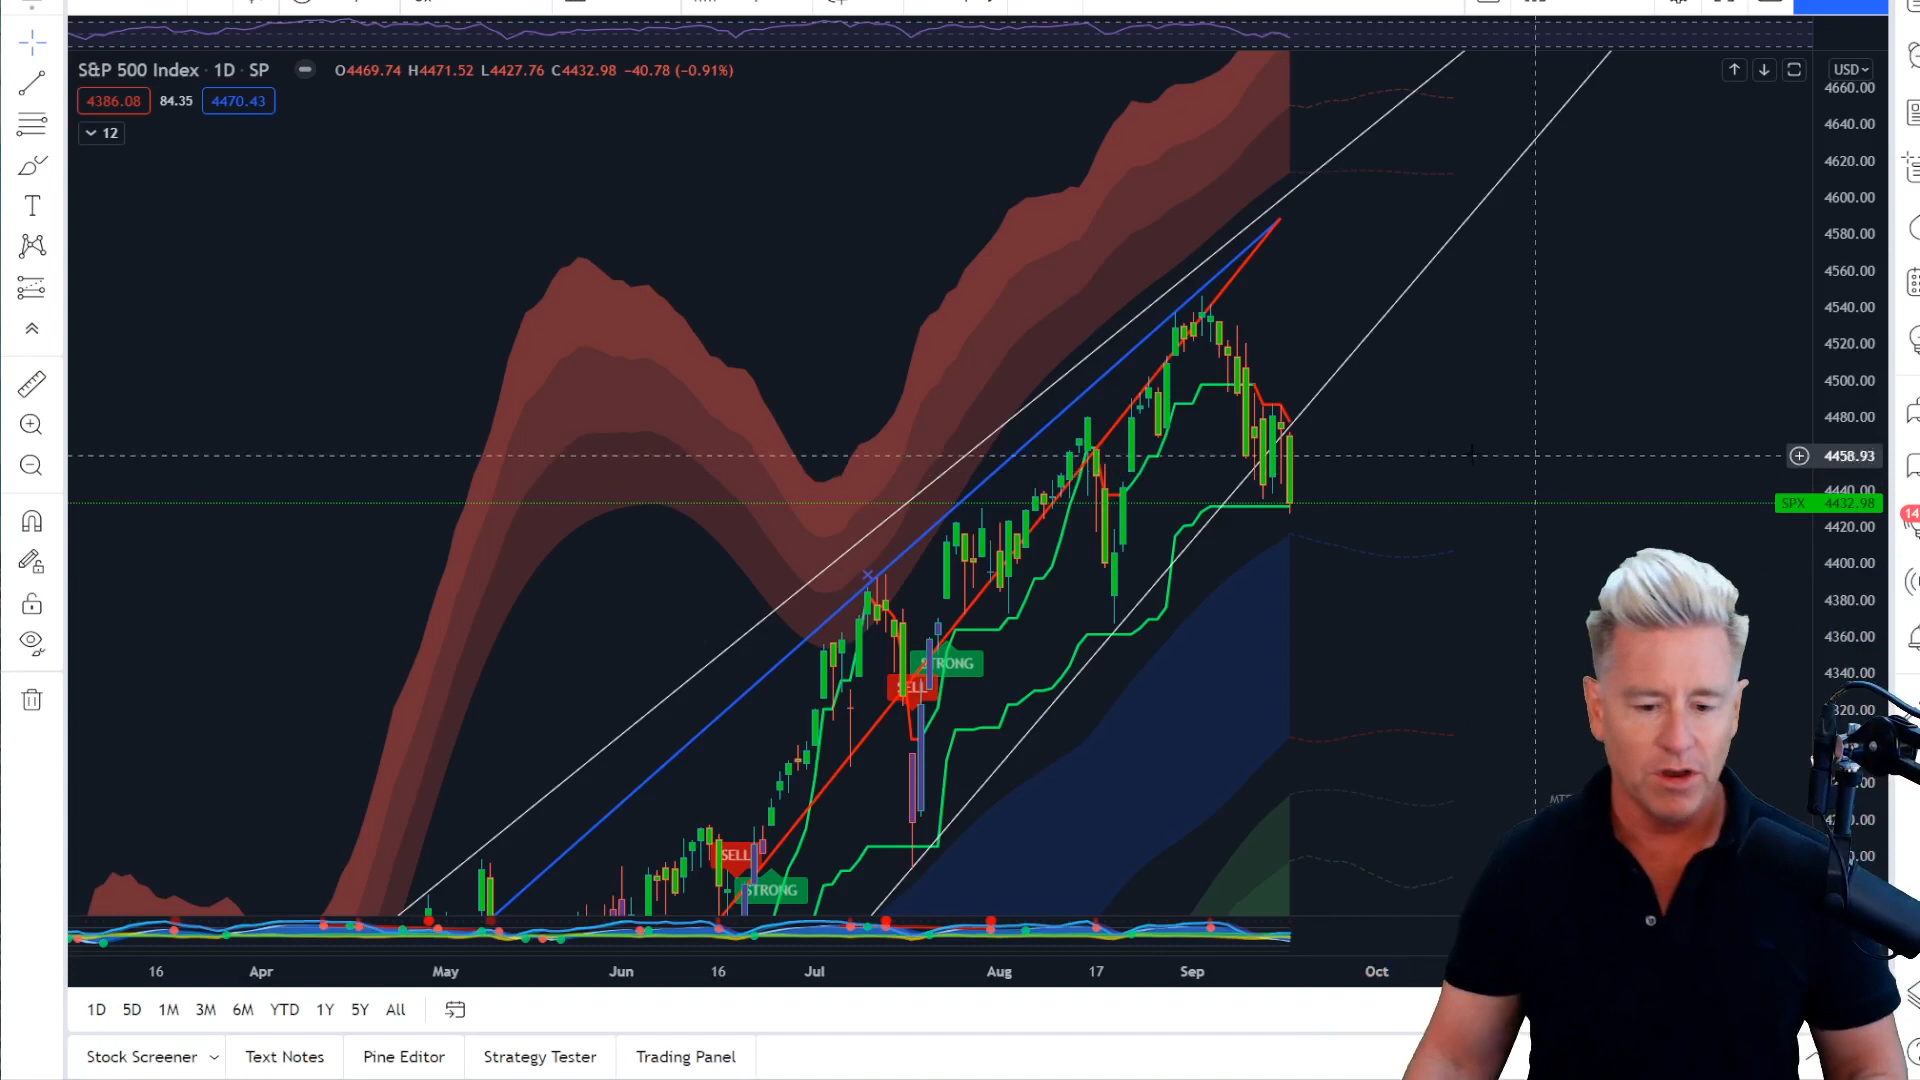 S&P 500 Index · 1D · SP
O4469.74 H4471.52 L4427.76 C4432.98 −40.78 (−0.91%)
4386.08 84.35 4470.43
12
USD
4660.00
4640.00
4620.00
4600.00
4580.00
4560.00
4540.00
4520.00
4500.00
4480.00
4458.93
4440.00
SPX 4432.98
4420.00
4400.00
4380.00
4360.00
4340.00
14
STRONG
SELL
SELL
STRONG
16 Apr May Jun 16 Jul Aug 17 Sep Oct
1D 5D 1M 3M 6M YTD 1Y 5Y All
Stock Screener Text Notes Pine Editor Strategy Tester Trading Panel